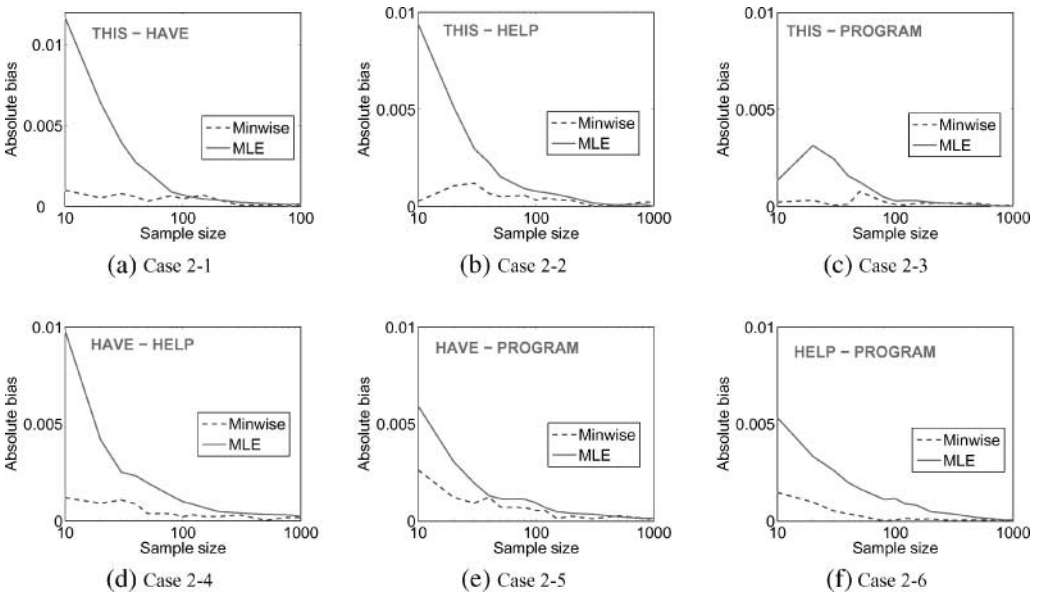 0.01
THIS – HAVE
Absolute bias
0.005
Minwise
MLE
0
10
100
100
Sample size
(a) Case 2-1
0.01
THIS – HELP
Absolute bias
0.005
Minwise
MLE
0
10
100
1000
Sample size
(b) Case 2-2
0.01
THIS – PROGRAM
Absolute bias
0.005
Minwise
MLE
0
10
100
1000
Sample size
(c) Case 2-3
0.01
HAVE – HELP
Absolute bias
0.005
Minwise
MLE
0
10
100
1000
Sample size
(d) Case 2-4
0.01
HAVE – PROGRAM
Absolute bias
0.005
Minwise
MLE
0
10
100
1000
Sample size
(e) Case 2-5
0.01
HELP – PROGRAM
Absolute bias
0.005
Minwise
MLE
0
10
100
1000
Sample size
(f) Case 2-6